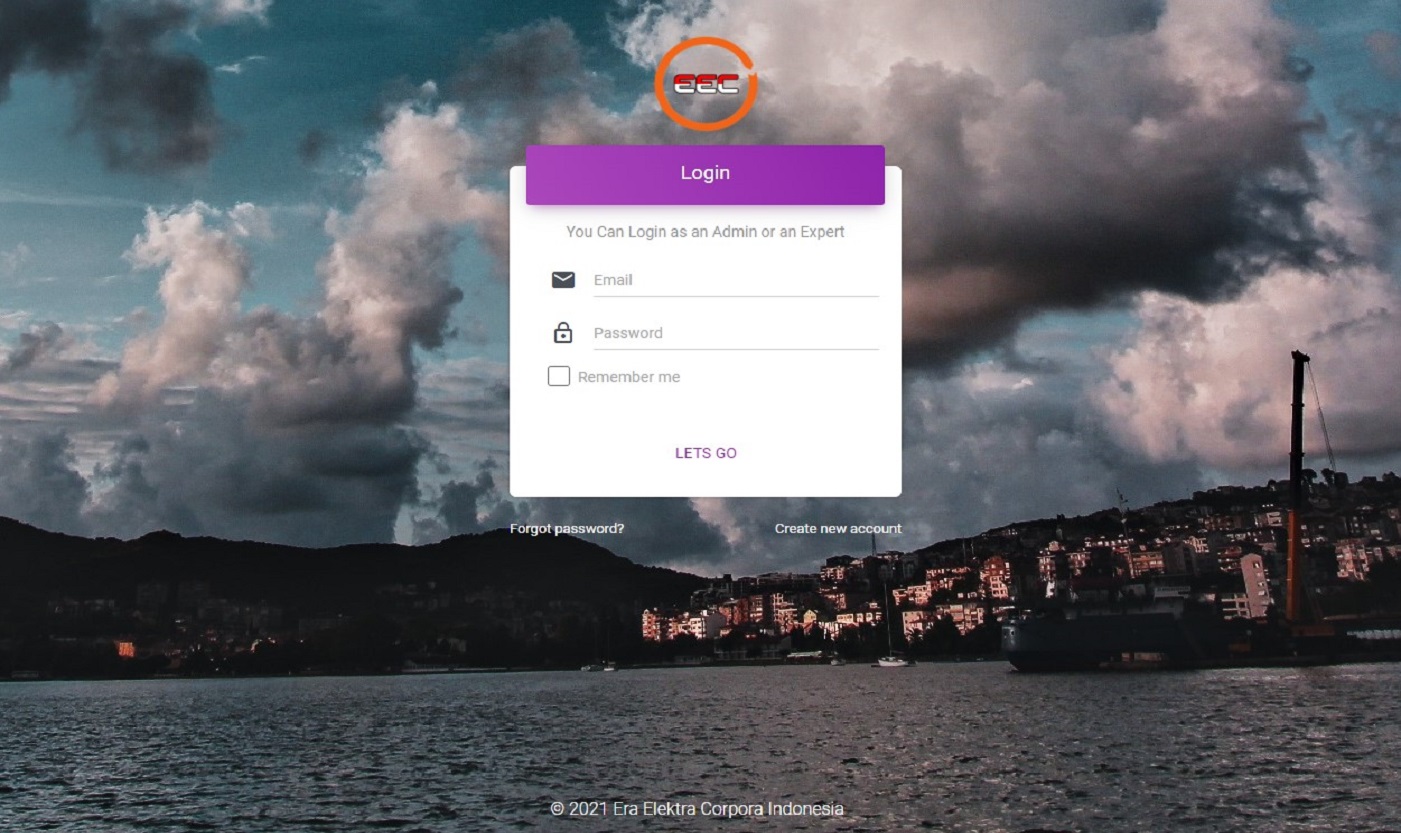 EEC
Login
You Can Login as an Admin or an Expert
Email
Password
Remember me
LETS GO
Forgot password? Create new account
© 2021 Era Elektra Corpora Indonesia